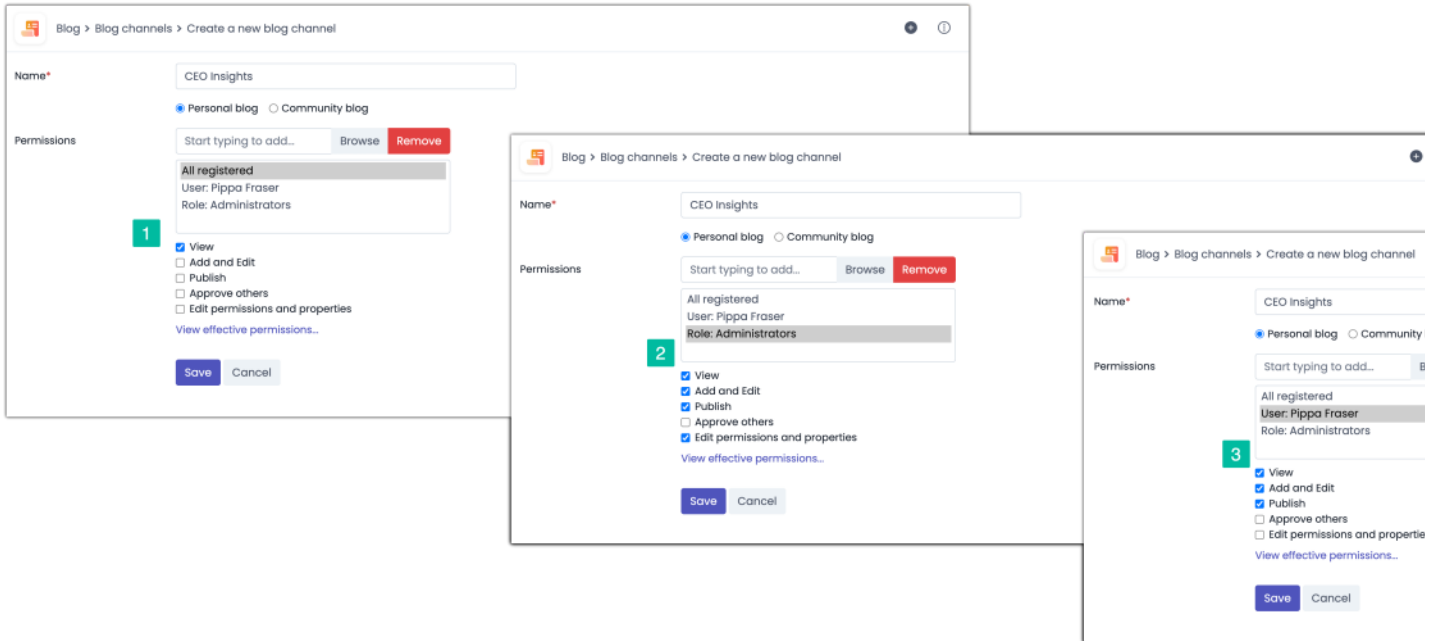 Blog > Blog channels > Create a new blog channel
Name*
CEO Insights
Personal blog
Community blog
Permissions
Start typing to add...
Browse
Remove
All registered
User: Pippa Fraser
Role: Administrators
1
View
Add and Edit
Publish
Approve others
Edit permissions and properties
View effective permissions...
Save
Cancel
Blog > Blog channels > Create a new blog channel
Name*
CEO Insights
Personal blog
Community blog
Permissions
Start typing to add...
Browse
Remove
All registered
User: Pippa Fraser
Role: Administrators
2
View
Add and Edit
Publish
Approve others
Edit permissions and properties
View effective permissions...
Save
Cancel
Blog > Blog channels > Create a new blog channel
Name*
CEO Insights
Personal blog
Community
Permissions
Start typing to add...
All registered
User: Pippa Fraser
Role: Administrators
3
View
Add and Edit
Publish
Approve others
Edit permissions and propertie
View effective permissions...
Save
Cancel